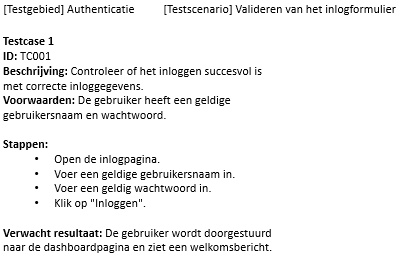 [Testgebied] Authenticatie [Testscenario] Valideren van het inlogformulier
Testcase 1
ID: TC001
Beschrijving: Controleer of het inloggen succesvol is
met correcte inloggegevens.
Voorwaarden: De gebruiker heeft een geldige
gebruikersnaam en wachtwoord.
Stappen:
• Open de inlogpagina.
• Voer een geldige gebruikersnaam in.
• Voer een geldig wachtwoord in.
• Klik op "Inloggen".
Verwacht resultaat: De gebruiker wordt doorgestuurd
naar de dashboardpagina en ziet een welkomsbericht.